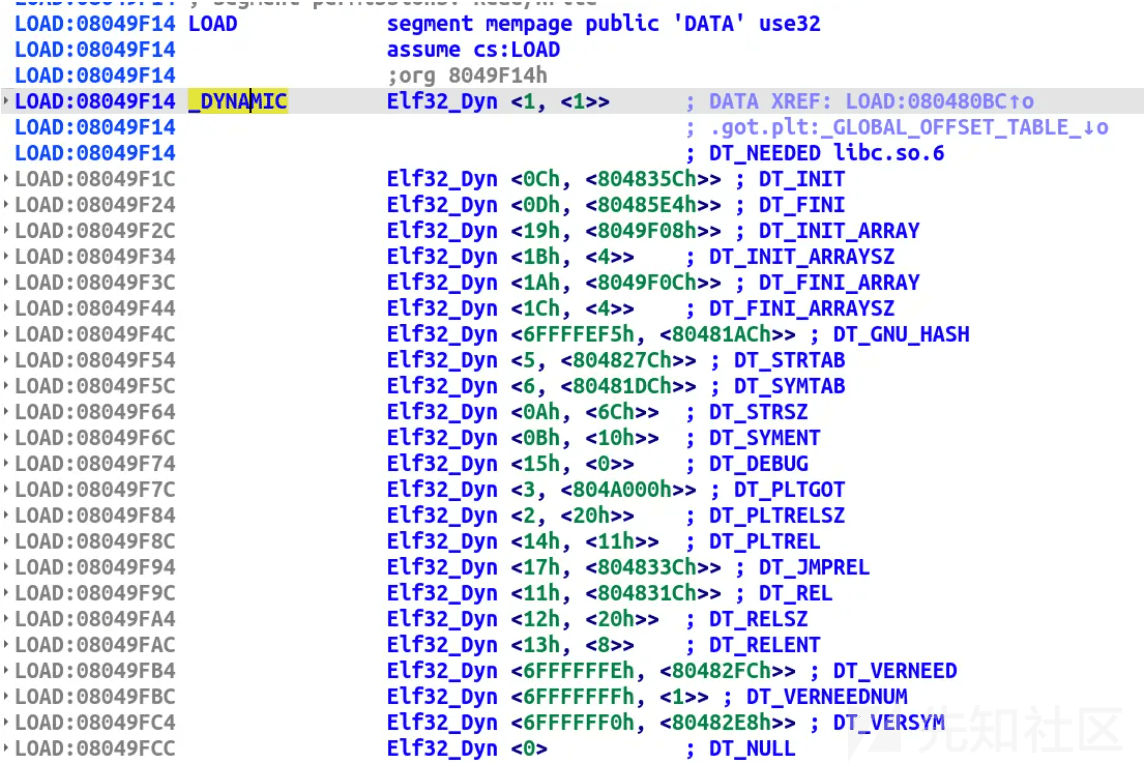 LOAD:08049F14 ; Segment permissions: Read/Write
LOAD:08049F14 LOAD segment mempage public 'DATA' use32
LOAD:08049F14 assume cs:LOAD
LOAD:08049F14 ;org 8049F14h
LOAD:08049F14 _DYNAMIC Elf32_Dyn <1, <1>> ; DATA XREF: LOAD:080480BC↑o
LOAD:08049F14 ; .got.plt:_GLOBAL_OFFSET_TABLE_↓o
LOAD:08049F14 ; DT_NEEDED libc.so.6
LOAD:08049F1C Elf32_Dyn <0Ch, <804835Ch>> ; DT_INIT
LOAD:08049F24 Elf32_Dyn <0Dh, <80485E4h>> ; DT_FINI
LOAD:08049F2C Elf32_Dyn <19h, <8049F08h>> ; DT_INIT_ARRAY
LOAD:08049F34 Elf32_Dyn <1Bh, <4>> ; DT_INIT_ARRAYSZ
LOAD:08049F3C Elf32_Dyn <1Ah, <8049F0Ch>> ; DT_FINI_ARRAY
LOAD:08049F44 Elf32_Dyn <1Ch, <4>> ; DT_FINI_ARRAYSZ
LOAD:08049F4C Elf32_Dyn <6FFFFEF5h, <80481ACh>> ; DT_GNU_HASH
LOAD:08049F54 Elf32_Dyn <5, <804827Ch>> ; DT_STRTAB
LOAD:08049F5C Elf32_Dyn <6, <80481DCh>> ; DT_SYMTAB
LOAD:08049F64 Elf32_Dyn <0Ah, <6Ch>> ; DT_STRSZ
LOAD:08049F6C Elf32_Dyn <0Bh, <10h>> ; DT_SYMENT
LOAD:08049F74 Elf32_Dyn <15h, <0>> ; DT_DEBUG
LOAD:08049F7C Elf32_Dyn <3, <804A000h>> ; DT_PLTGOT
LOAD:08049F84 Elf32_Dyn <2, <20h>> ; DT_PLTRELSZ
LOAD:08049F8C Elf32_Dyn <14h, <11h>> ; DT_PLTREL
LOAD:08049F94 Elf32_Dyn <17h, <804833Ch>> ; DT_JMPREL
LOAD:08049F9C Elf32_Dyn <11h, <804831Ch>> ; DT_REL
LOAD:08049FA4 Elf32_Dyn <12h, <20h>> ; DT_RELSZ
LOAD:08049FAC Elf32_Dyn <13h, <8>> ; DT_RELENT
LOAD:08049FB4 Elf32_Dyn <6FFFFFFEh, <80482FCh>> ; DT_VERNEED
LOAD:08049FBC Elf32_Dyn <6FFFFFFFh, <1>> ; DT_VERNEEDNUM
LOAD:08049FC4 Elf32_Dyn <6FFFFFF0h, <80482E8h>> ; DT_VERSYM
LOAD:08049FCC Elf32_Dyn <0> ; DT_NULL
先知社区